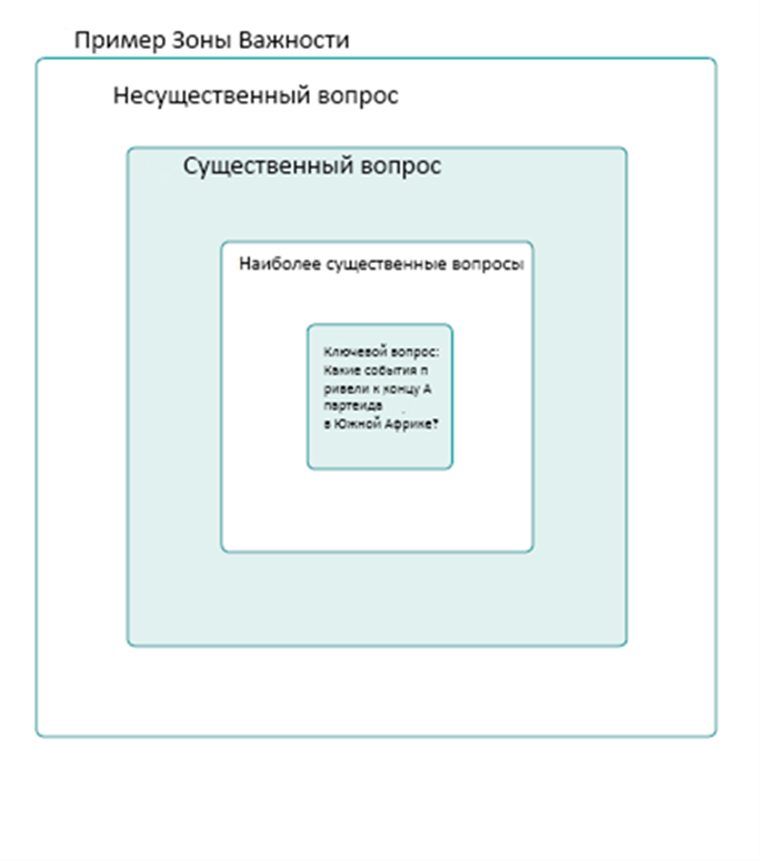 Пример Зоны Важности
Несущественный вопрос
Существенный вопрос
Наиболее существенные вопросы
Ключевой вопрос:
Какие события п
ривели к концу А
партеида
в Южной Африке?